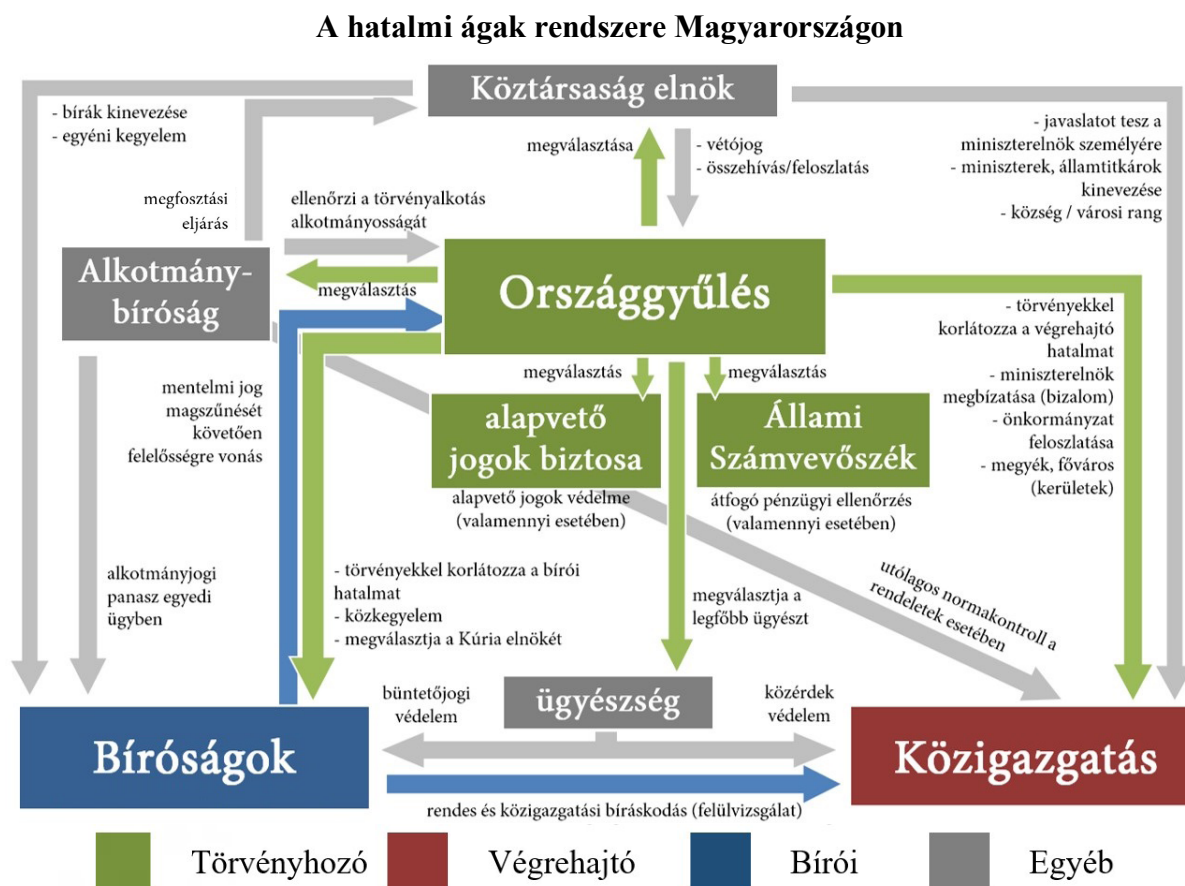 A hatalmi ágak rendszere Magyarországon
Köztársaság elnök
- bírák kinevezése
- egyéni kegyelem
megválasztása
- vétójog
- összehívás/feloszlatás
- javaslatot tesz a
miniszterelnök személyére
- miniszterek, államtitkárok
kinevezése
- község / városi rang
megfosztási
eljárás
ellenőrzi a törvényalkotás
alkotmányosságát
Alkotmány-
bíróság
megválasztás
Országgyűlés
- törvényekkel
korlátozza a végrehajtó
hatalmat
- miniszterelnök
megbízatása (bizalom)
- önkormányzat
feloszlatása
- megyék, főváros
(kerületek)
mentelmi jog
magszűnését
követően
felelősségre vonás
megválasztás
megválasztás
alapvető
jogok biztosa
Állami
Számvevőszék
alapvető jogok védelme
(valamennyi esetében)
átfogó pénzügyi ellenőrzés
(valamennyi esetében)
alkotmányjogi
panasz egyedi
ügyben
- törvényekkel korlátozza a bírói
hatalmat
- közkegyelem
- megválasztja a Kúria elnökét
megválasztja a
legfőbb ügyészt
utólagos normakontroll a
rendeletek esetében
büntetőjogi
védelem
ügyészség
közérdek
védelem
Bíróságok
Közigazgatás
rendes és közigazgatási bíráskodás (felülvizsgálat)
Törvényhozó
Végrehajtó
Bírói
Egyéb